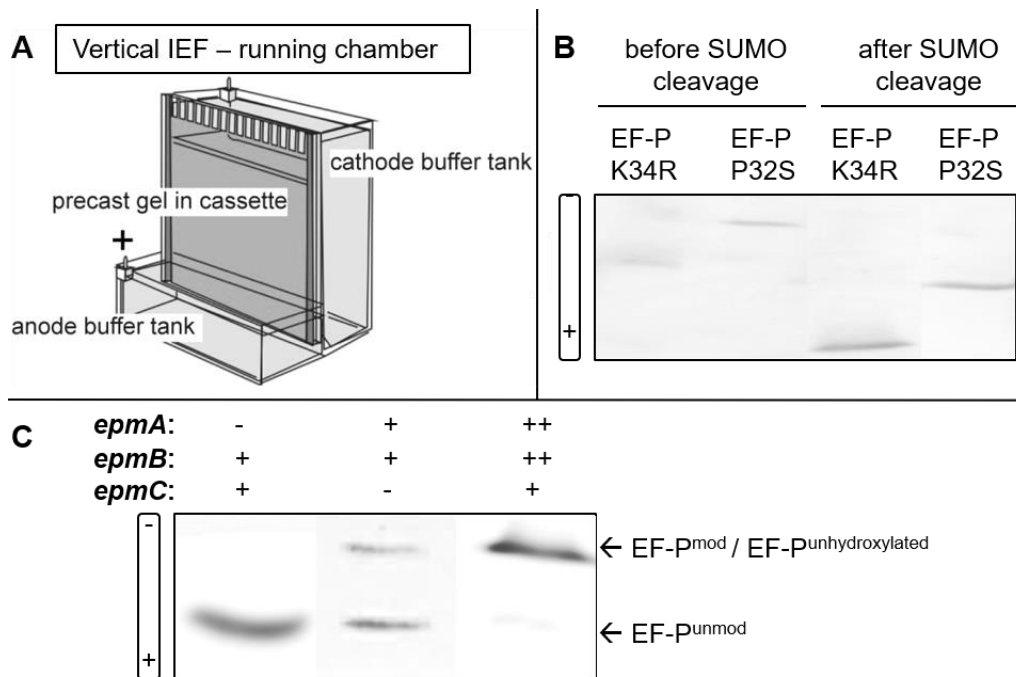 A
Vertical IEF – running chamber
cathode buffer tank
precast gel in cassette
+
anode buffer tank
B
before SUMO cleavage
after SUMO cleavage
EF-P K34R
EF-P P32S
EF-P K34R
EF-P P32S
-
+
C
epmA: - + ++
epmB: + + ++
epmC: + - +
-
← EF-Pmod / EF-Punhydroxylated
← EF-Punmod
+